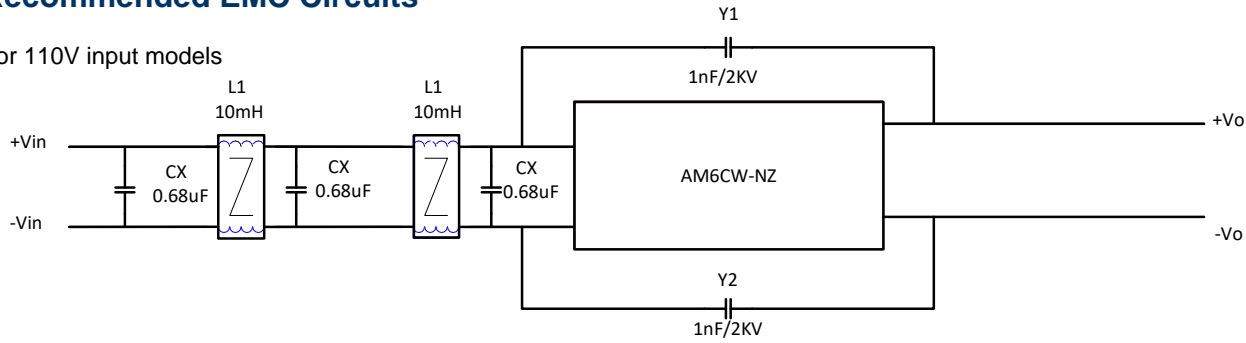 Recommended EMC Circuits
or 110V input models
Y1
1nF/2KV
L1
10mH
L1
10mH
+Vin
-Vin
CX
0.68uF
CX
0.68uF
CX
0.68uF
AM6CW-NZ
+Vo
-Vo
Y2
1nF/2KV